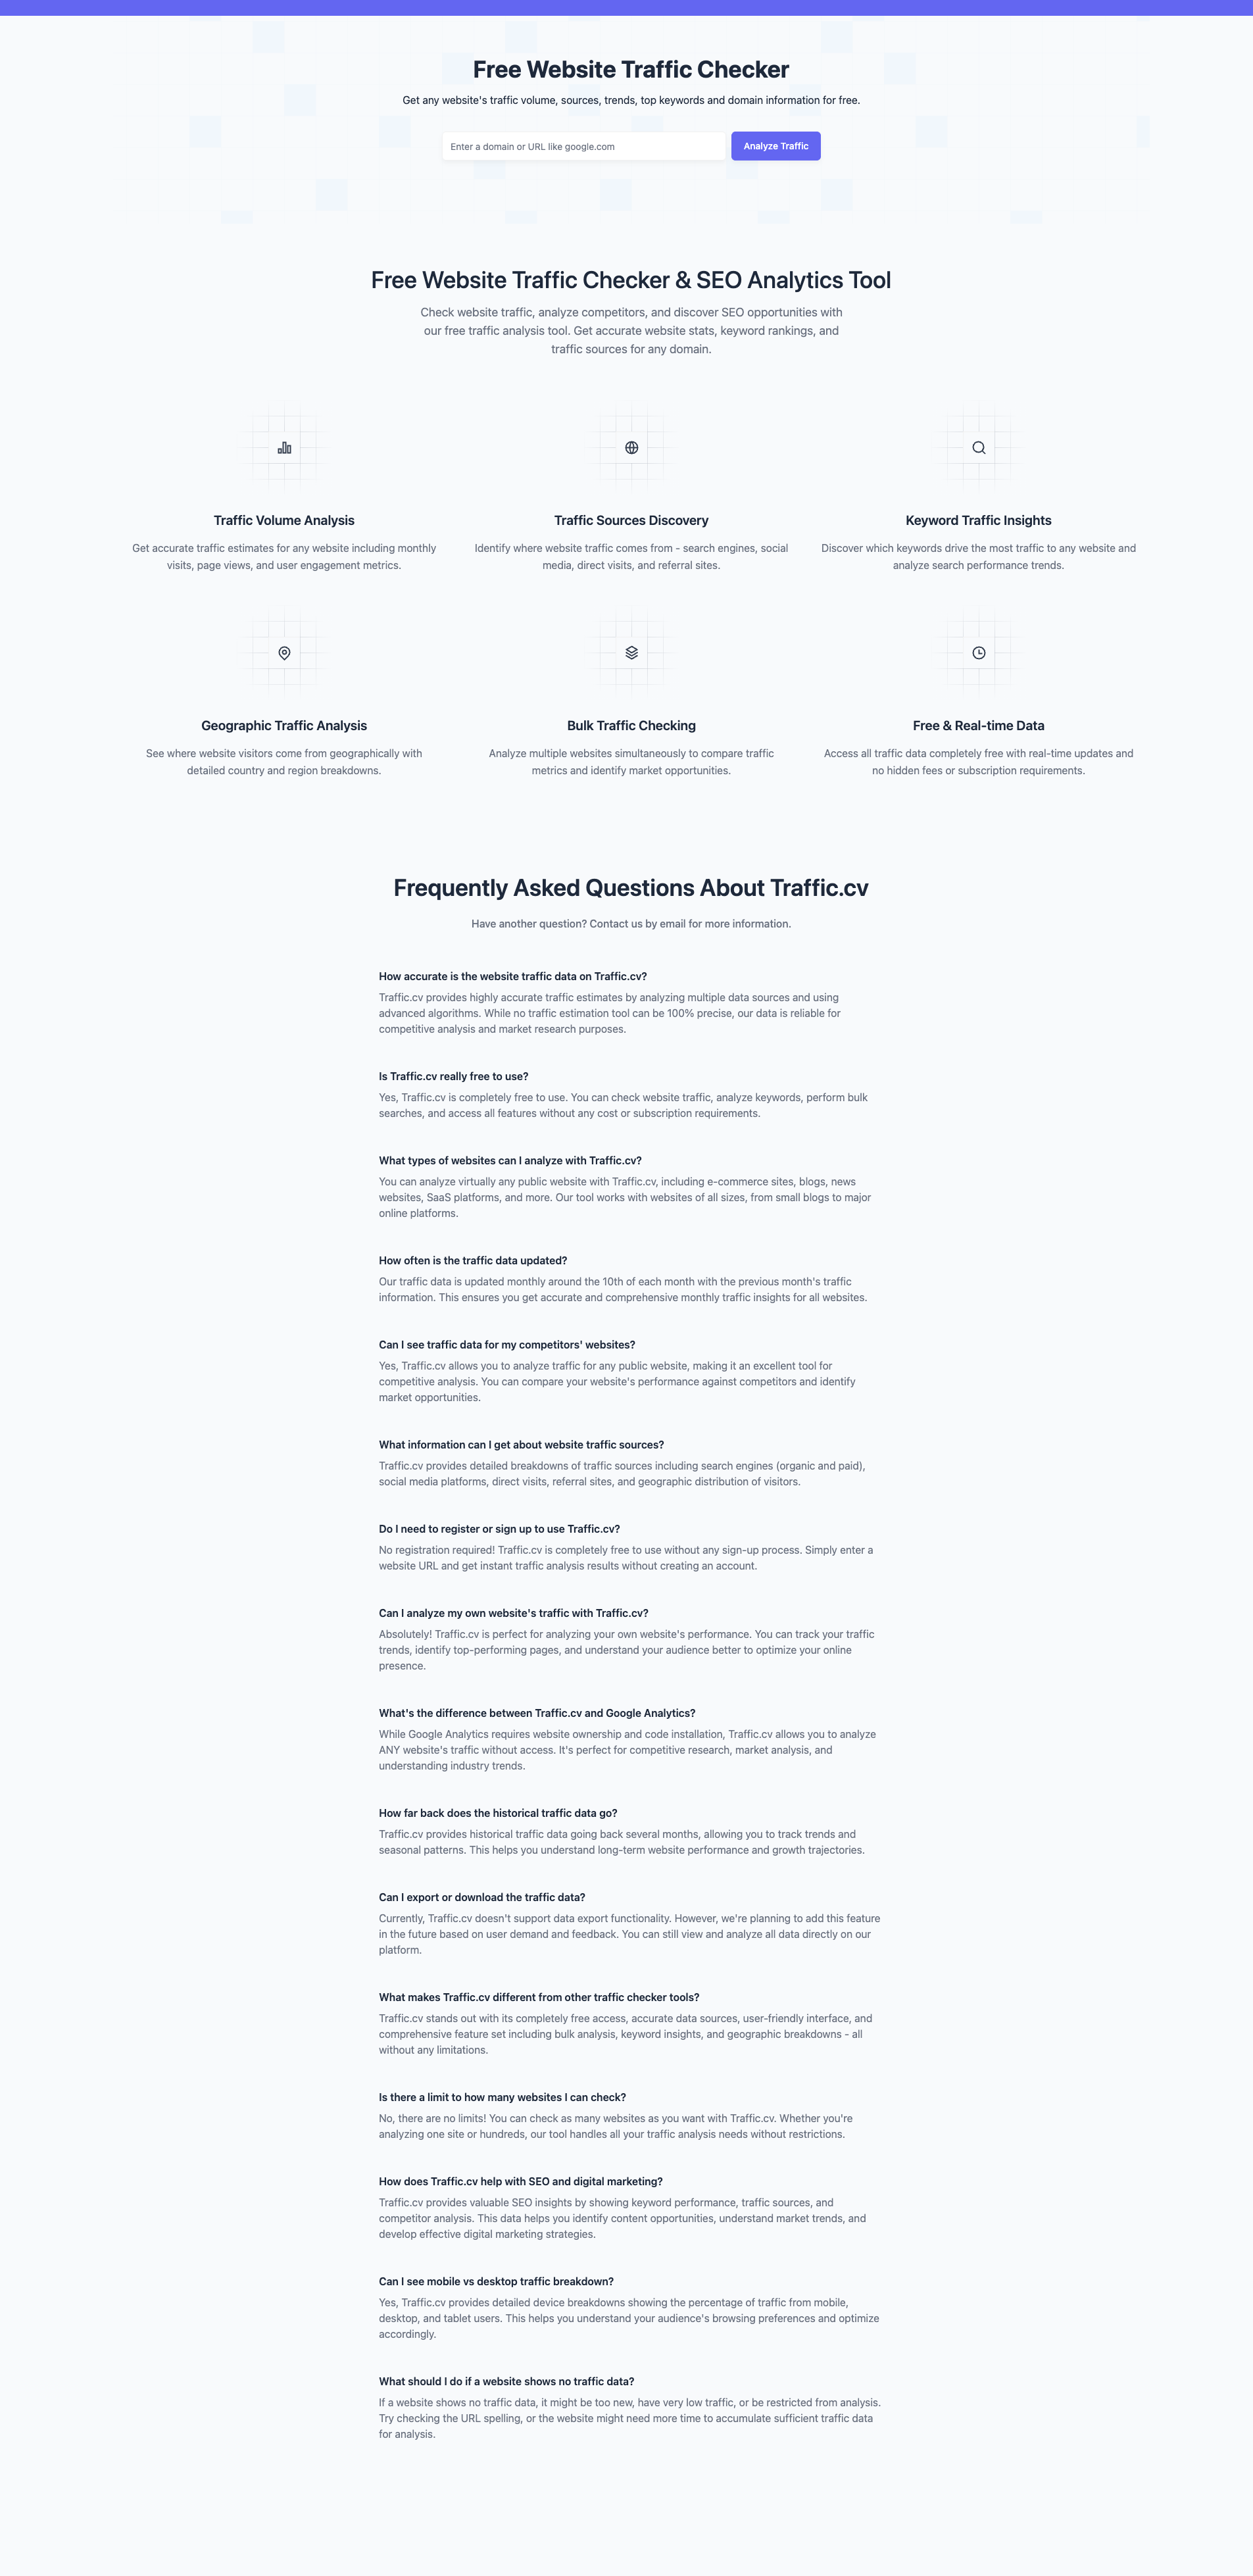 Free Website Traffic Checker
Get any website's traffic volume, sources, trends, top keywords and domain information for free.
Enter a domain or URL like google.com
Analyze Traffic
Free Website Traffic Checker & SEO Analytics Tool
Check website traffic, analyze competitors, and discover SEO opportunities with
our free traffic analysis tool. Get accurate website stats, keyword rankings, and
traffic sources for any domain.
Traffic Volume Analysis
Get accurate traffic estimates for any website including monthly
visits, page views, and user engagement metrics.
Traffic Sources Discovery
Identify where website traffic comes from - search engines, social
media, direct visits, and referral sites.
Keyword Traffic Insights
Discover which keywords drive the most traffic to any website and
analyze search performance trends.
Geographic Traffic Analysis
See where website visitors come from geographically with
detailed country and region breakdowns.
Bulk Traffic Checking
Analyze multiple websites simultaneously to compare traffic
metrics and identify market opportunities.
Free & Real-time Data
Access all traffic data completely free with real-time updates and
no hidden fees or subscription requirements.
Frequently Asked Questions About Traffic.cv
Have another question? Contact us by email for more information.
How accurate is the website traffic data on Traffic.cv?
Traffic.cv provides highly accurate traffic estimates by analyzing multiple data sources and using
advanced algorithms. While no traffic estimation tool can be 100% precise, our data is reliable for
competitive analysis and market research purposes.
Is Traffic.cv really free to use?
Yes, Traffic.cv is completely free to use. You can check website traffic, analyze keywords, perform bulk
searches, and access all features without any cost or subscription requirements.
What types of websites can I analyze with Traffic.cv?
You can analyze virtually any public website with Traffic.cv, including e-commerce sites, blogs, news
websites, SaaS platforms, and more. Our tool works with websites of all sizes, from small blogs to major
online platforms.
How often is the traffic data updated?
Our traffic data is updated monthly around the 10th of each month with the previous month's traffic
information. This ensures you get accurate and comprehensive monthly traffic insights for all websites.
Can I see traffic data for my competitors' websites?
Yes, Traffic.cv allows you to analyze traffic for any public website, making it an excellent tool for
competitive analysis. You can compare your website's performance against competitors and identify
market opportunities.
What information can I get about website traffic sources?
Traffic.cv provides detailed breakdowns of traffic sources including search engines (organic and paid),
social media platforms, direct visits, referral sites, and geographic distribution of visitors.
Do I need to register or sign up to use Traffic.cv?
No registration required! Traffic.cv is completely free to use without any sign-up process. Simply enter a
website URL and get instant traffic analysis results without creating an account.
Can I analyze my own website's traffic with Traffic.cv?
Absolutely! Traffic.cv is perfect for analyzing your own website's performance. You can track your traffic
trends, identify top-performing pages, and understand your audience better to optimize your online
presence.
What's the difference between Traffic.cv and Google Analytics?
While Google Analytics requires website ownership and code installation, Traffic.cv allows you to analyze
ANY website's traffic without access. It's perfect for competitive research, market analysis, and
understanding industry trends.
How far back does the historical traffic data go?
Traffic.cv provides historical traffic data going back several months, allowing you to track trends and
seasonal patterns. This helps you understand long-term website performance and growth trajectories.
Can I export or download the traffic data?
Currently, Traffic.cv doesn't support data export functionality. However, we're planning to add this feature
in the future based on user demand and feedback. You can still view and analyze all data directly on our
platform.
What makes Traffic.cv different from other traffic checker tools?
Traffic.cv stands out with its completely free access, accurate data sources, user-friendly interface, and
comprehensive feature set including bulk analysis, keyword insights, and geographic breakdowns - all
without any limitations.
Is there a limit to how many websites I can check?
No, there are no limits! You can check as many websites as you want with Traffic.cv. Whether you're
analyzing one site or hundreds, our tool handles all your traffic analysis needs without restrictions.
How does Traffic.cv help with SEO and digital marketing?
Traffic.cv provides valuable SEO insights by showing keyword performance, traffic sources, and
competitor analysis. This data helps you identify content opportunities, understand market trends, and
develop effective digital marketing strategies.
Can I see mobile vs desktop traffic breakdown?
Yes, Traffic.cv provides detailed device breakdowns showing the percentage of traffic from mobile,
desktop, and tablet users. This helps you understand your audience's browsing preferences and optimize
accordingly.
What should I do if a website shows no traffic data?
If a website shows no traffic data, it might be too new, have very low traffic, or be restricted from analysis.
Try checking the URL spelling, or the website might need more time to accumulate sufficient traffic data
for analysis.